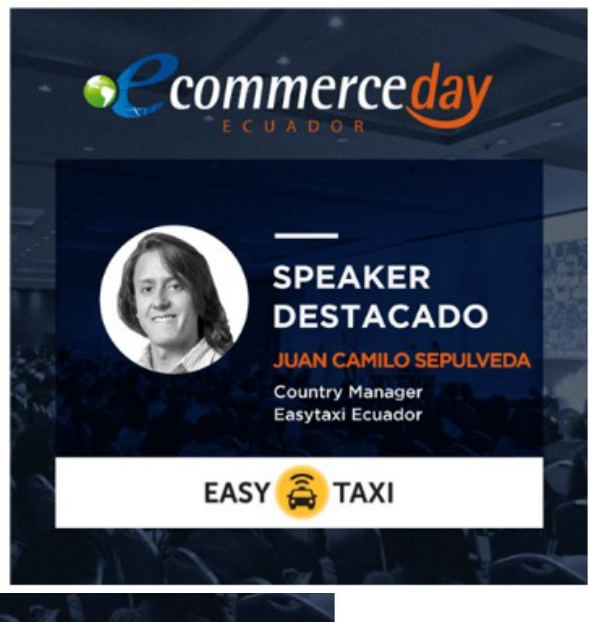 ecommerceday
ECUADOR
SPEAKER
DESTACADO
JUAN CAMILO SEPULVEDA
Country Manager
Easytaxi Ecuador
EASY TAXI